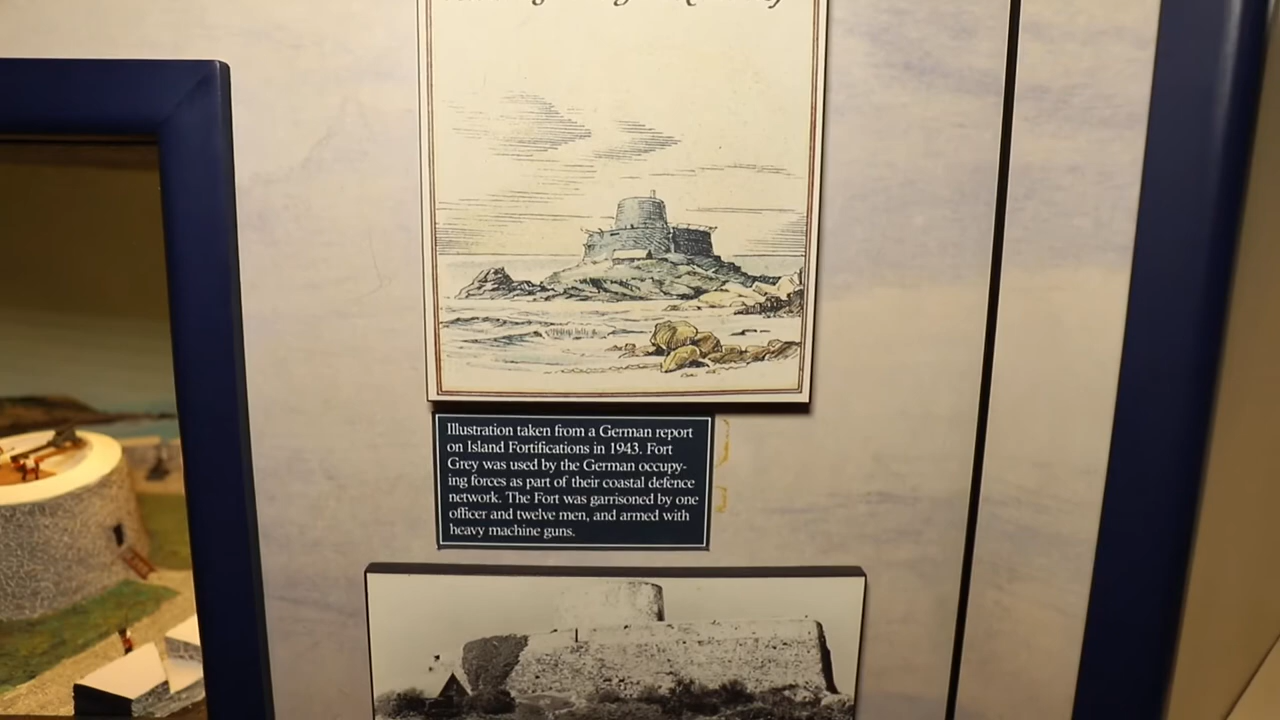 Illustration taken from a German report
on Island Fortifications in 1943. Fort
Grey was used by the German occupy-
ing forces as part of their coastal defence
network. The Fort was garrisoned by one
officer and twelve men, and armed with
heavy machine guns.